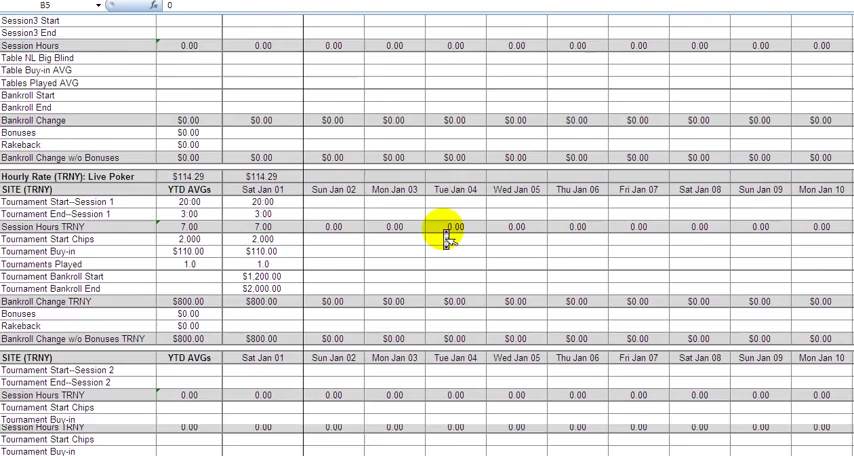 B5 fx 0
Session3 Start
Session3 End
Session Hours 0.00 0.00 0.00 0.00 0.00 0.00 0.00 0.00 0.00 0.00 0.00
Table NL Big Blind
Table Buy-in AVG
Tables Played AVG
Bankroll Start
Bankroll End
Bankroll Change $0.00 $0.00 $0.00 $0.00 $0.00 $0.00 $0.00 $0.00 $0.00 $0.00 $0.00
Bonuses $0.00
Rakeback $0.00
Bankroll Change w/o Bonuses $0.00 $0.00 $0.00 $0.00 $0.00 $0.00 $0.00 $0.00 $0.00 $0.00 $0.00
Hourly Rate (TRNY): Live Poker $114.29 $114.29
SITE (TRNY) YTD AVGs Sat Jan 01 Sun Jan 02 Mon Jan 03 Tue Jan 04 Wed Jan 05 Thu Jan 06 Fri Jan 07 Sat Jan 08 Sun Jan 09 Mon Jan 10
Tournament Start--Session 1 20:00 20:00
Tournament End--Session 1 3:00 3:00
Session Hours TRNY 7.00 7.00 0.00 0.00 0.00 0.00 0.00 0.00 0.00 0.00 0.00
Tournament Start Chips 2,000 2,000
Tournament Buy-in $110.00 $110.00
Tournaments Played 1.0 1.0
Tournament Bankroll Start $1,200.00
Tournament Bankroll End $2,000.00
Bankroll Change TRNY $800.00 $800.00 $0.00 $0.00 $0.00 $0.00 $0.00 $0.00 $0.00 $0.00 $0.00
Bonuses $0.00
Rakeback $0.00
Bankroll Change w/o Bonuses TRNY $800.00 $800.00 $0.00 $0.00 $0.00 $0.00 $0.00 $0.00 $0.00 $0.00 $0.00
SITE (TRNY) YTD AVGs Sat Jan 01 Sun Jan 02 Mon Jan 03 Tue Jan 04 Wed Jan 05 Thu Jan 06 Fri Jan 07 Sat Jan 08 Sun Jan 09 Mon Jan 10
Tournament Start--Session 2
Tournament End--Session 2
Session Hours TRNY 0.00 0.00 0.00 0.00 0.00 0.00 0.00 0.00 0.00 0.00 0.00
Tournament Start Chips
Tournament Buy-in
Session Hours TRNY 0.00 0.00 0.00 0.00 0.00 0.00 0.00 0.00 0.00 0.00 0.00
Tournament Start Chips
Tournament Buy-in